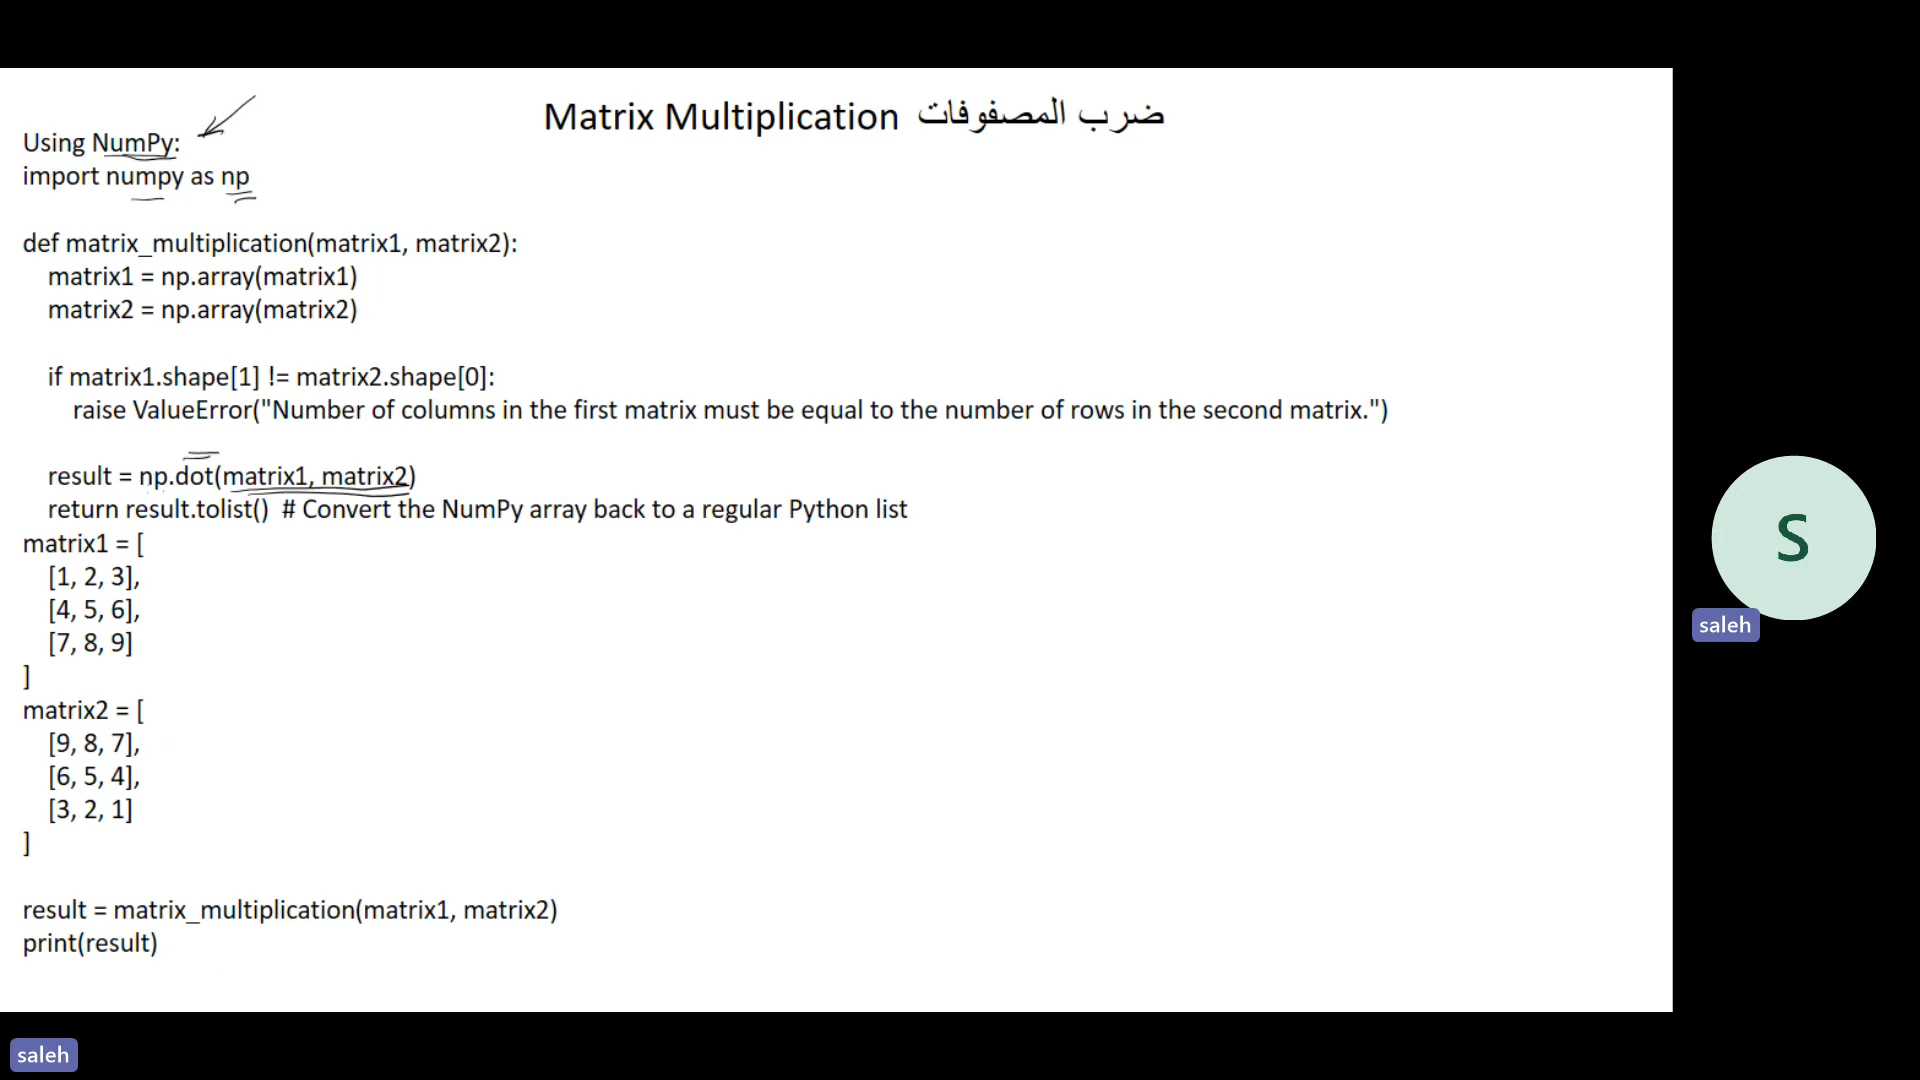 Matrix Multiplication ضرب المصفوفات
Using NumPy:
import numpy as np
def matrix_multiplication(matrix1, matrix2):
    matrix1 = np.array(matrix1)
    matrix2 = np.array(matrix2)
    if matrix1.shape[1] != matrix2.shape[0]:
        raise ValueError("Number of columns in the first matrix must be equal to the number of rows in the second matrix.")
    result = np.dot(matrix1, matrix2)
    return result.tolist()  # Convert the NumPy array back to a regular Python list
matrix1 = [
    [1, 2, 3],
    [4, 5, 6],
    [7, 8, 9]
]
matrix2 = [
    [9, 8, 7],
    [6, 5, 4],
    [3, 2, 1]
]
result = matrix_multiplication(matrix1, matrix2)
print(result)
S
saleh
saleh